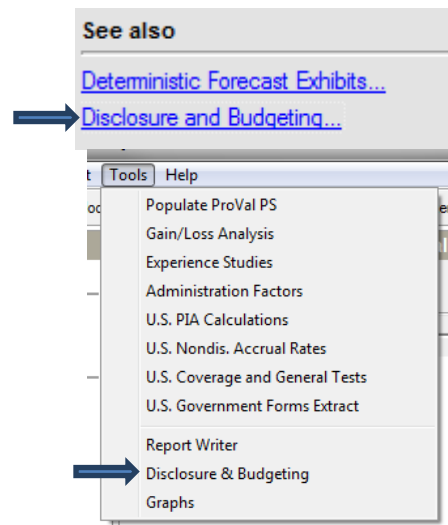 See also
Deterministic Forecast Exhibits...
Disclosure and Budgeting...
t Tools Help
Populate ProVal PS
Gain/Loss Analysis
Experience Studies
Administration Factors
U.S. PIA Calculations
U.S. Nondis. Accrual Rates
U.S. Coverage and General Tests
U.S. Government Forms Extract
Report Writer
Disclosure & Budgeting
Graphs